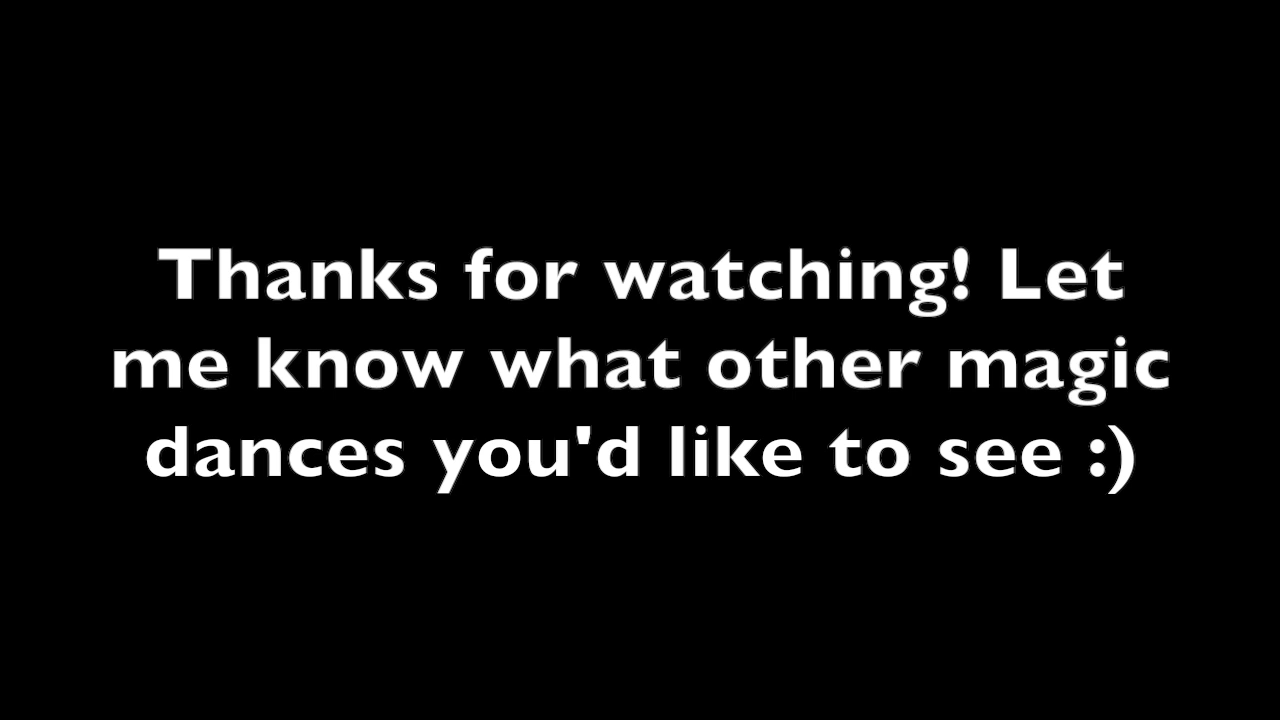 Thanks for watching! Let
me know what other magic
dances you'd like to see :)